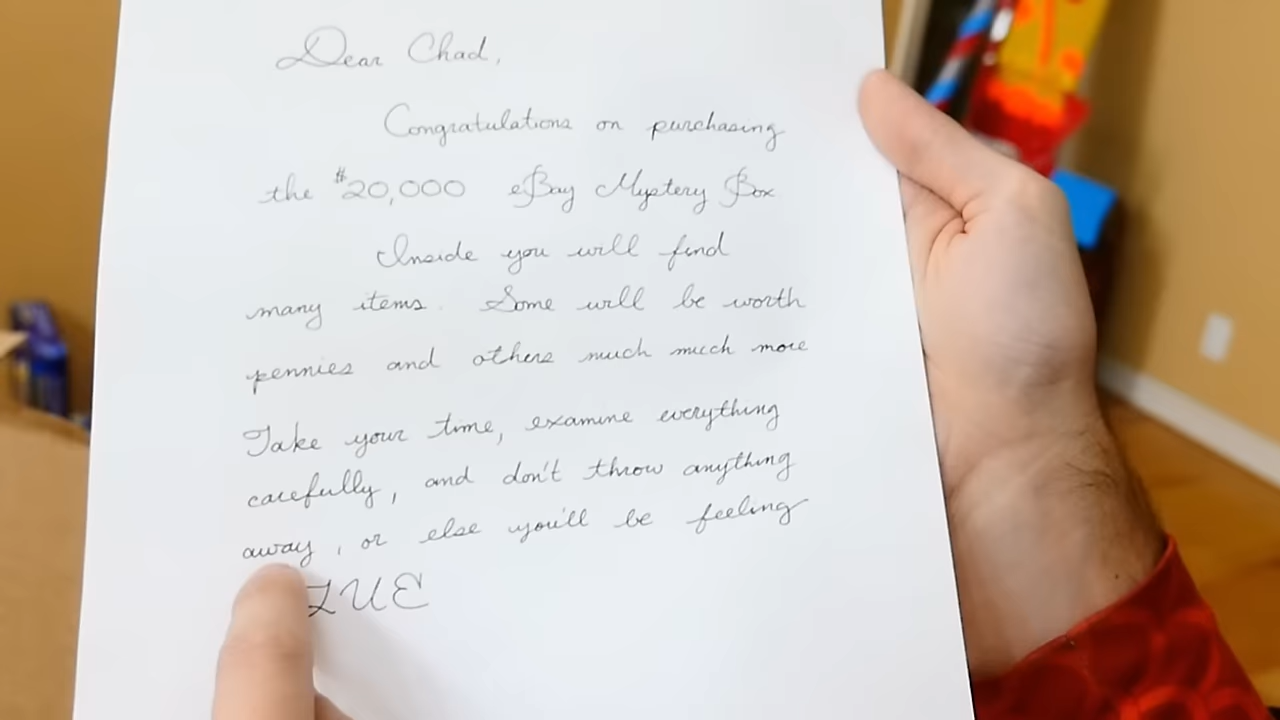 Dear Chad,
Congratulations on purchasing
the $20,000 eBay Mystery Box
Inside you will find
many items. Some will be worth
pennies and others much much more
Take your time, examine everything
carefully, and don't throw anything
away, or else you'll be feeling
LUE